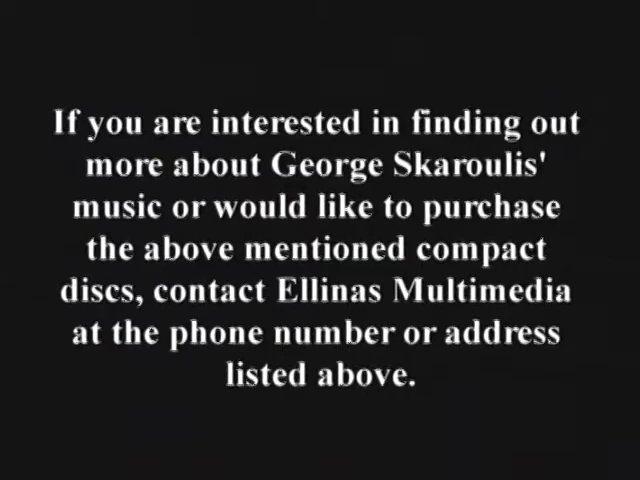 If you are interested in finding out
more about George Skaroulis'
music or would like to purchase
the above mentioned compact
discs, contact Ellinas Multimedia
at the phone number or address
listed above.